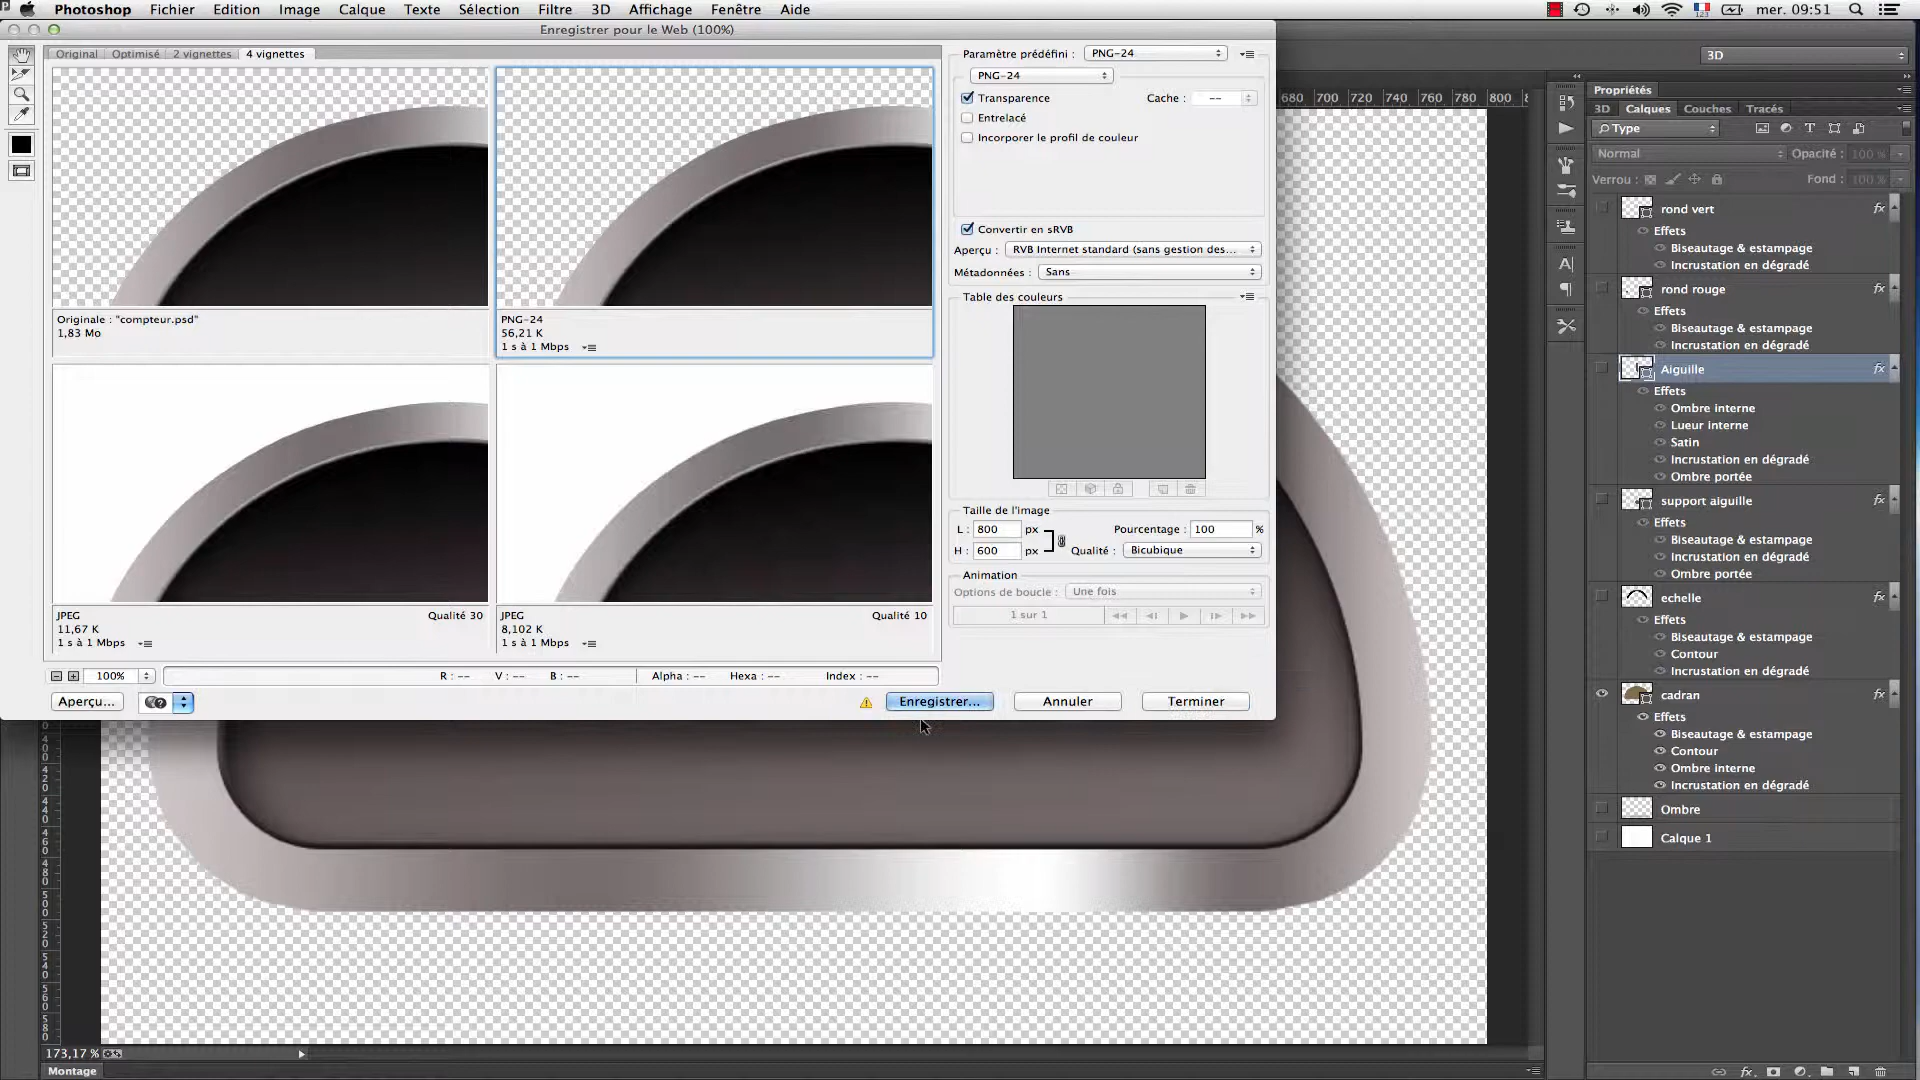 Photoshop Fichier Edition Image Calque Texte Sélection Filtre 3D Affichage Fenêtre Aide mer. 09:51
Enregistrer pour le Web (100%)
Original Optimisé 2 vignettes 4 vignettes
Originale : "compteur.psd"
1,83 Mo
PNG-24
56,21 K
1 s à 1 Mbps
JPEG Qualité 30
11,67 K
1 s à 1 Mbps
JPEG Qualité 10
8,102 K
1 s à 1 Mbps
100% R : -- V : -- B : -- Alpha : -- Hexa : -- Index : --
Aperçu... Enregistrer... Annuler Terminer
Paramètre prédéfini : PNG-24
PNG-24
Transparence Cache : --
Entrelacé
Incorporer le profil de couleur
Convertir en sRVB
Aperçu : RVB Internet standard (sans gestion des...
Métadonnées : Sans
Table des couleurs
Taille de l'image
L : 800 px Pourcentage : 100 %
H : 600 px Qualité : Bicubique
Animation
Options de boucle : Une fois
1 sur 1
680 700 720 740 760 780 800
3D
Propriétés
3D Calques Couches Tracés
Type
Normal Opacité : 100 %
Verrou : Fond : 100 %
rond vert fx
Effets
Biseautage & estampage
Incrustation en dégradé
rond rouge fx
Effets
Biseautage & estampage
Incrustation en dégradé
Aiguille fx
Effets
Ombre interne
Lueur interne
Satin
Incrustation en dégradé
Ombre portée
support aiguille fx
Effets
Biseautage & estampage
Incrustation en dégradé
Ombre portée
echelle fx
Effets
Biseautage & estampage
Contour
Incrustation en dégradé
cadran fx
Effets
Biseautage & estampage
Contour
Ombre interne
Incrustation en dégradé
Ombre
Calque 1
400
420
440
460
480
500
520
540
560
580
173,17 %
Montage